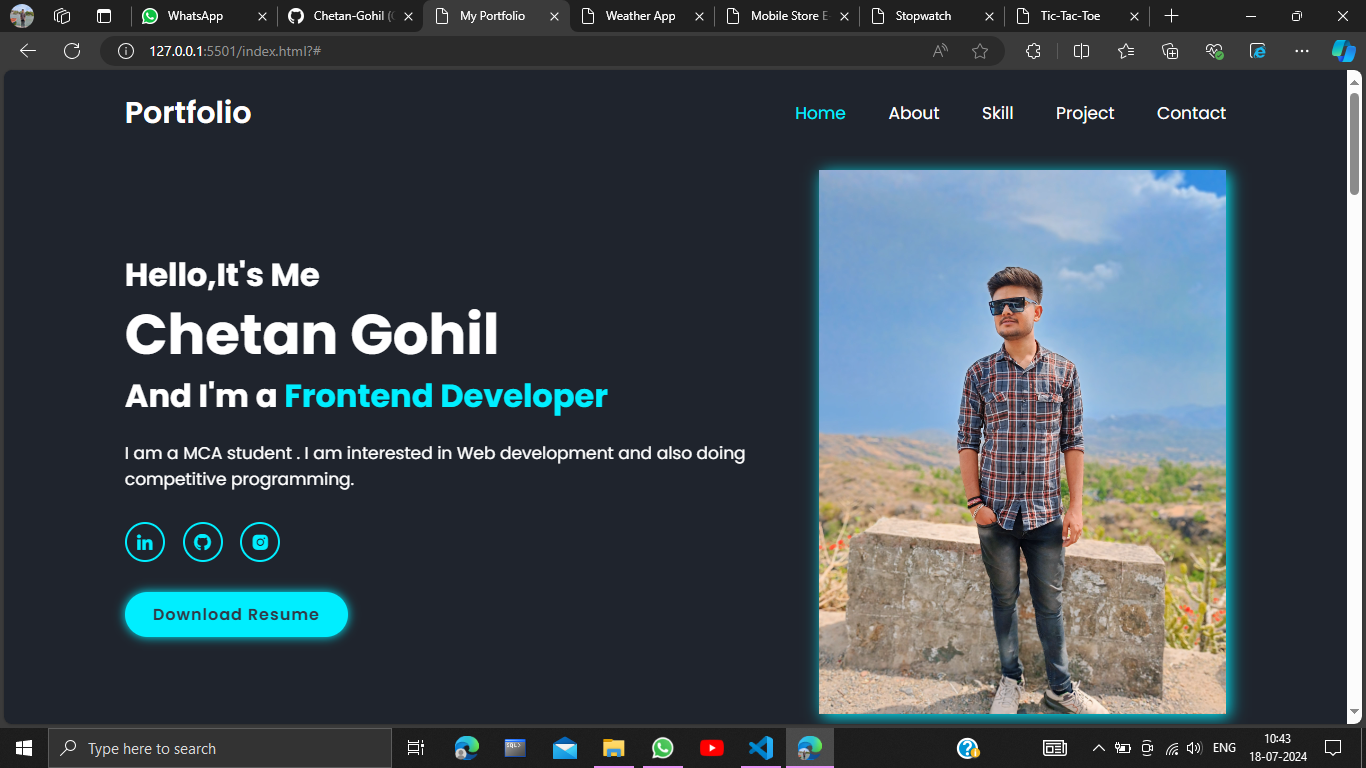 WhatsApp
Chetan-Gohil (C
My Portfolio
Weather App
Mobile Store E-
Stopwatch
Tic-Tac-Toe
127.0.0.1:5501/index.html?#
Portfolio
Home About Skill Project Contact
Hello,It's Me
Chetan Gohil
And I'm a Frontend Developer
I am a MCA student . I am interested in Web development and also doing
competitive programming.
in
Download Resume
Type here to search
ENG
10:43
18-07-2024